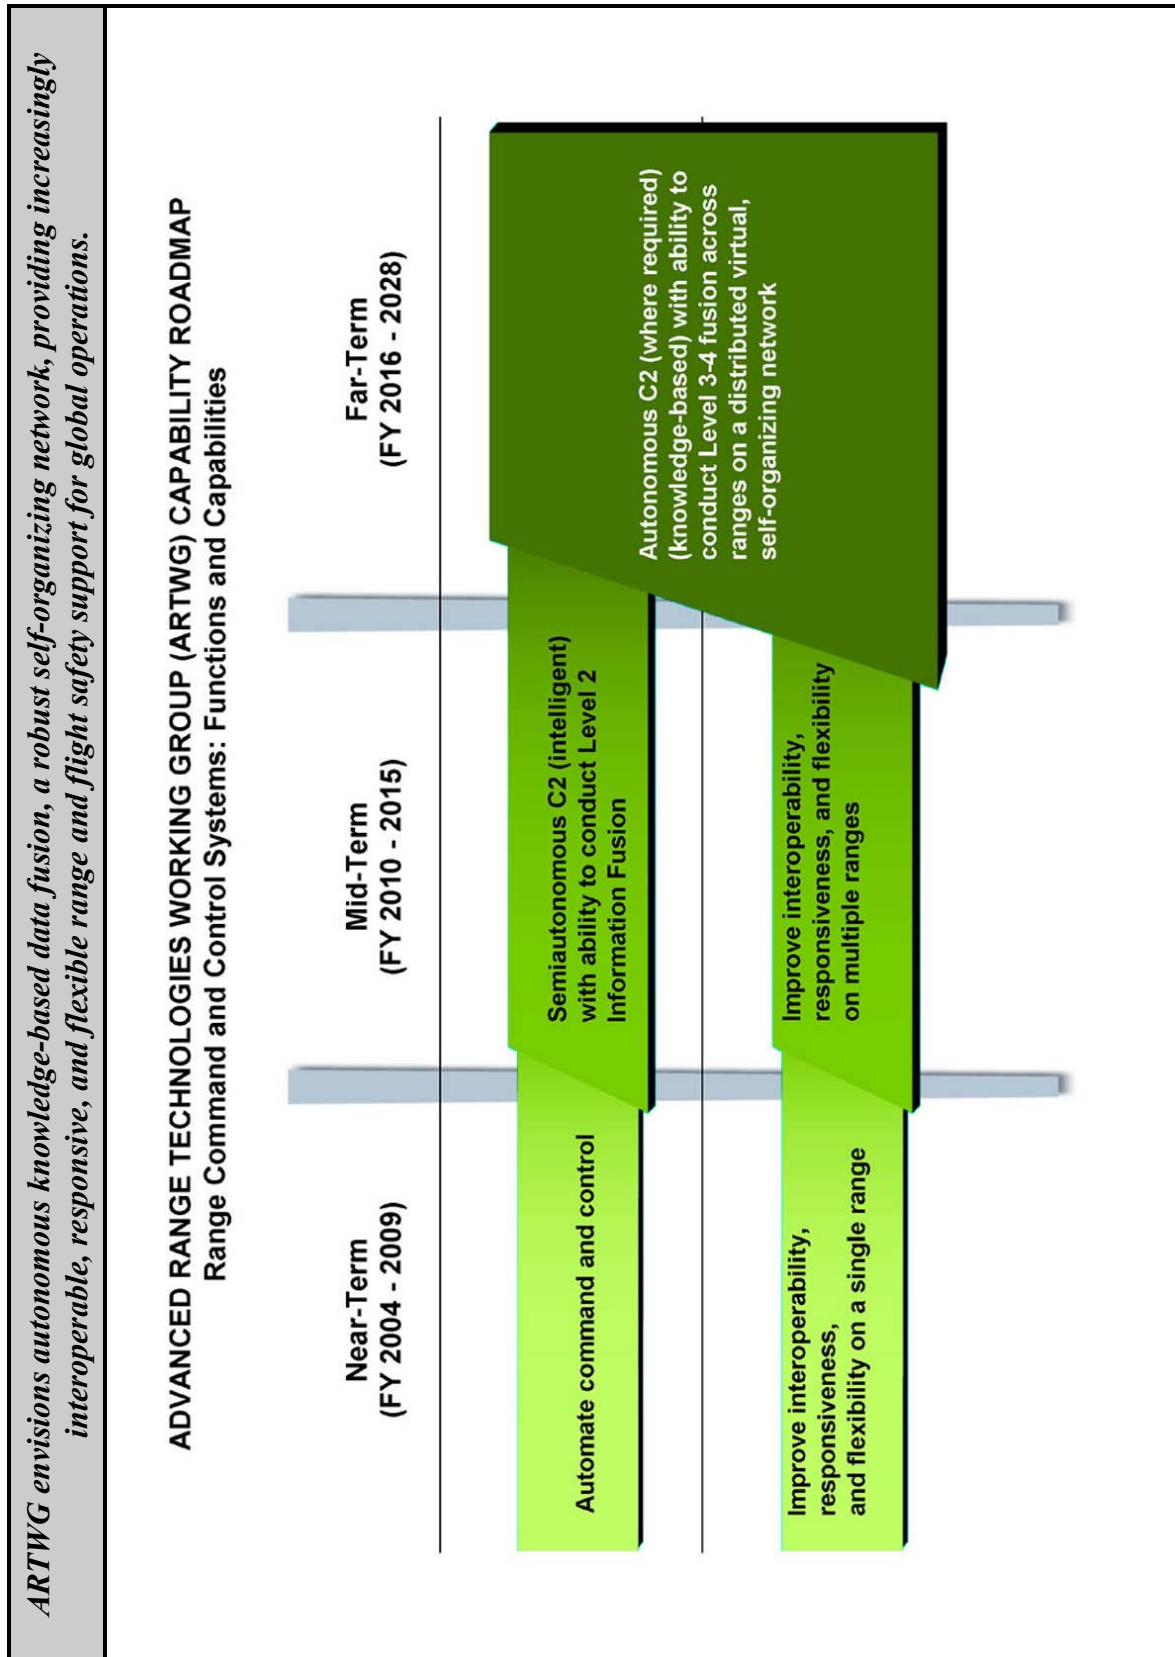 ARTWG envisions autonomous knowledge-based data fusion, a robust self-organizing network, providing increasingly
interoperable, responsive, and flexible range and flight safety support for global operations.
ADVANCED RANGE TECHNOLOGIES WORKING GROUP (ARTWG) CAPABILITY ROADMAP
Range Command and Control Systems: Functions and Capabilities
Near-Term
(FY 2004 - 2009)
Mid-Term
(FY 2010 - 2015)
Far-Term
(FY 2016 - 2028)
Automate command and control
Semiautonomous C2 (intelligent)
with ability to conduct Level 2
Information Fusion
Autonomous C2 (where required)
(knowledge-based) with ability to
conduct Level 3-4 fusion across
ranges on a distributed virtual,
self-organizing network
Improve interoperability,
responsiveness,
and flexibility on a single range
Improve interoperability,
responsiveness, and flexibility
on multiple ranges